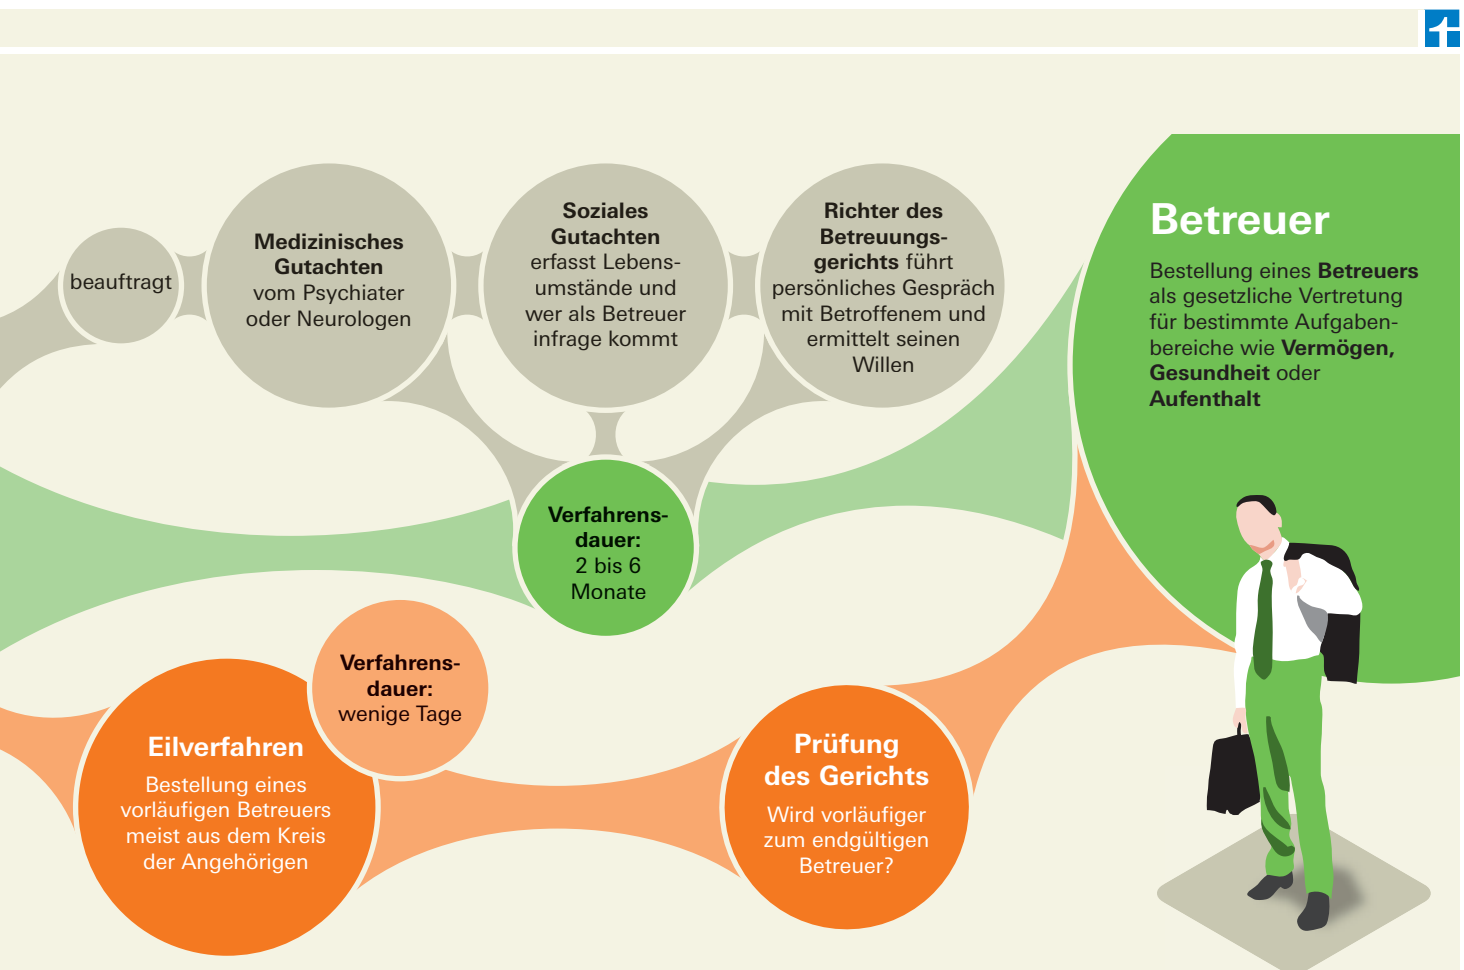 beauftragt
Medizinisches
Gutachten
vom Psychiater
oder Neurologen
Soziales
Gutachten
erfasst Lebens-
umstände und
wer als Betreuer
infrage kommt
Richter des
Betreuungs-
gerichts führt
persönliches Gespräch
mit Betroffenem und
ermittelt seinen
Willen
Betreuer
Bestellung eines Betreuers
als gesetzliche Vertretung
für bestimmte Aufgaben-
bereiche wie Vermögen,
Gesundheit oder
Aufenthalt
Verfahrens-
dauer:
2 bis 6
Monate
Verfahrens-
dauer:
wenige Tage
Eilverfahren
Bestellung eines
vorläufigen Betreuers
meist aus dem Kreis
der Angehörigen
Prüfung
des Gerichts
Wird vorläufiger
zum endgültigen
Betreuer?